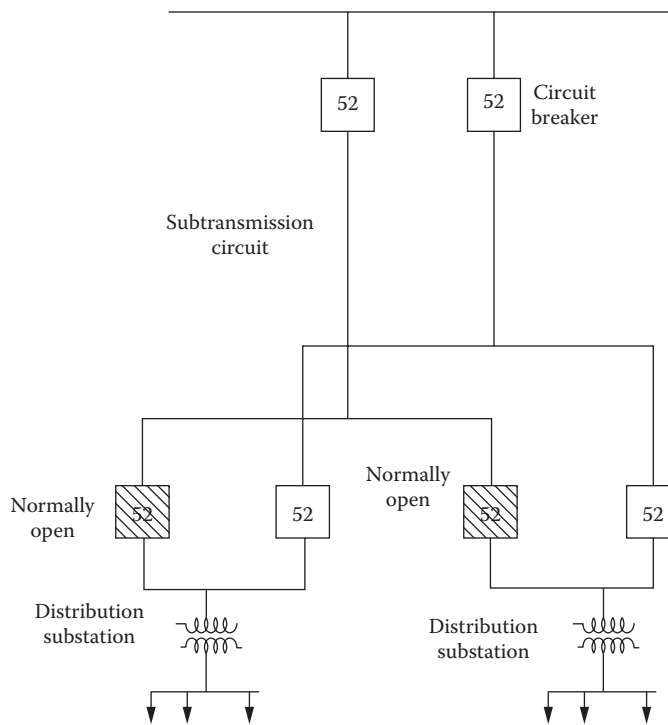 52
52
Circuit
breaker
Subtransmission
circuit
Normally
open
52
52
Normally
open
52
52
Distribution
substation
Distribution
substation